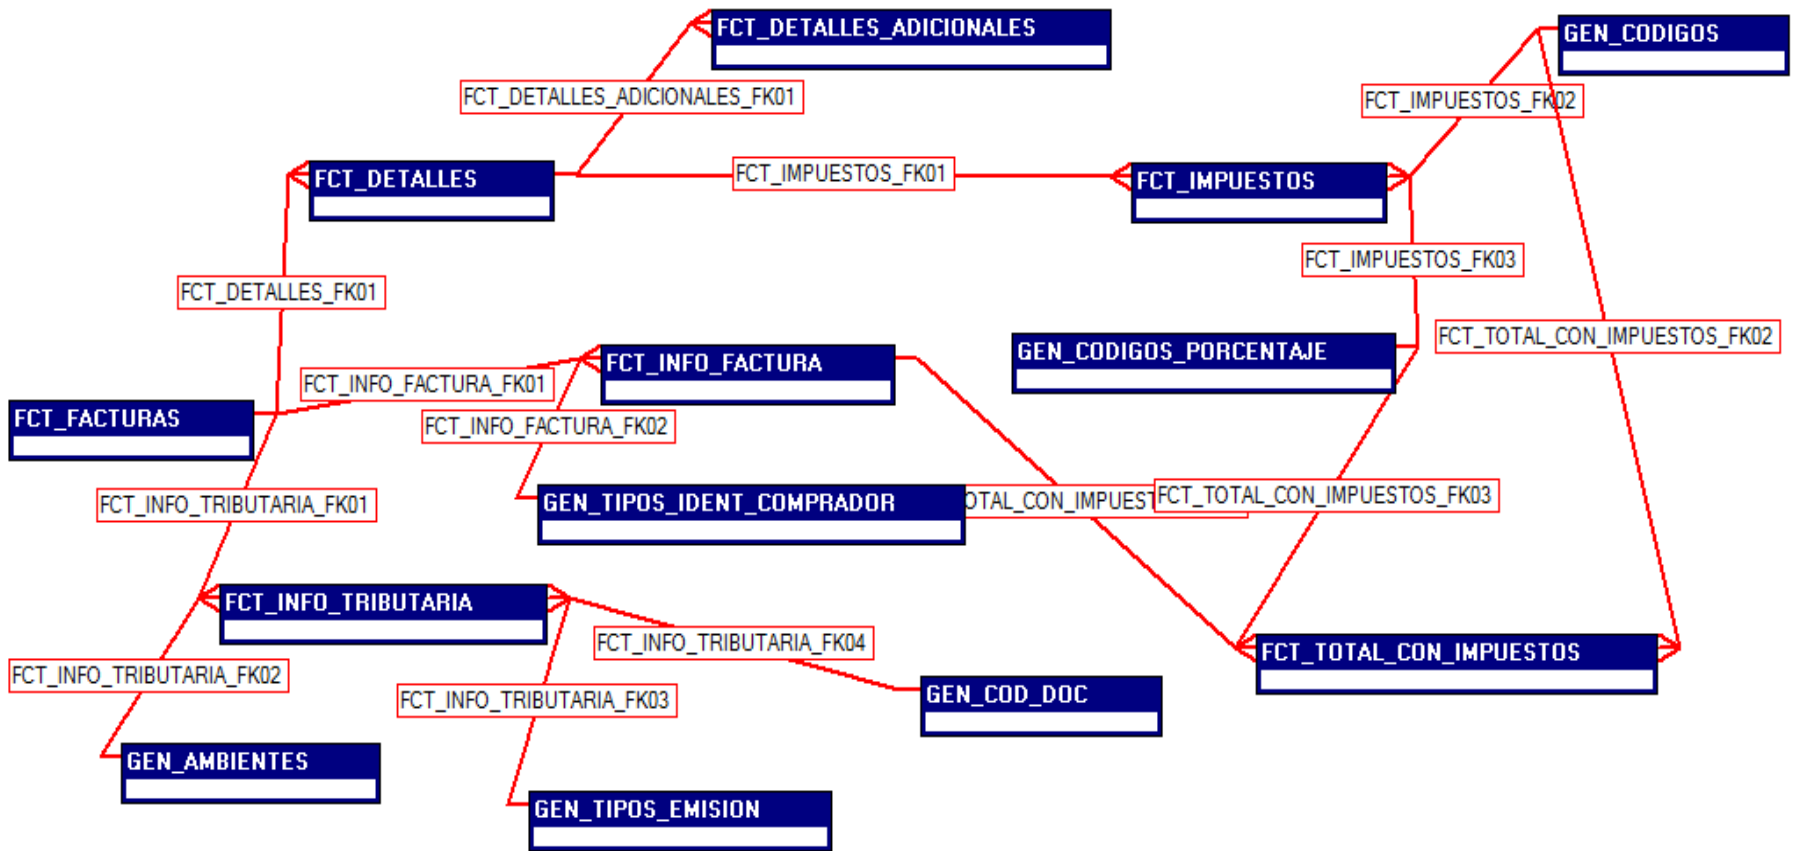 FCT_DETALLES_ADICIONALES
GEN_CODIGOS
FCT_DETALLES_ADICIONALES_FK01
FCT_IMPUESTOS_FK02
FCT_DETALLES
FCT_IMPUESTOS_FK01
FCT_IMPUESTOS
FCT_IMPUESTOS_FK03
FCT_DETALLES_FK01
FCT_TOTAL_CON_IMPUESTOS_FK02
GEN_CODIGOS_PORCENTAJE
FCT_INFO_FACTURA
FCT_INFO_FACTURA_FK01
FCT_FACTURAS
FCT_INFO_FACTURA_FK02
FCT_INFO_TRIBUTARIA_FK01
GEN_TIPOS_IDENT_COMPRADOR
OTAL_CON_IMPUEST
FCT_TOTAL_CON_IMPUESTOS_FK03
FCT_INFO_TRIBUTARIA
FCT_INFO_TRIBUTARIA_FK04
FCT_TOTAL_CON_IMPUESTOS
FCT_INFO_TRIBUTARIA_FK02
FCT_INFO_TRIBUTARIA_FK03
GEN_COD_DOC
GEN_AMBIENTES
GEN_TIPOS_EMISION